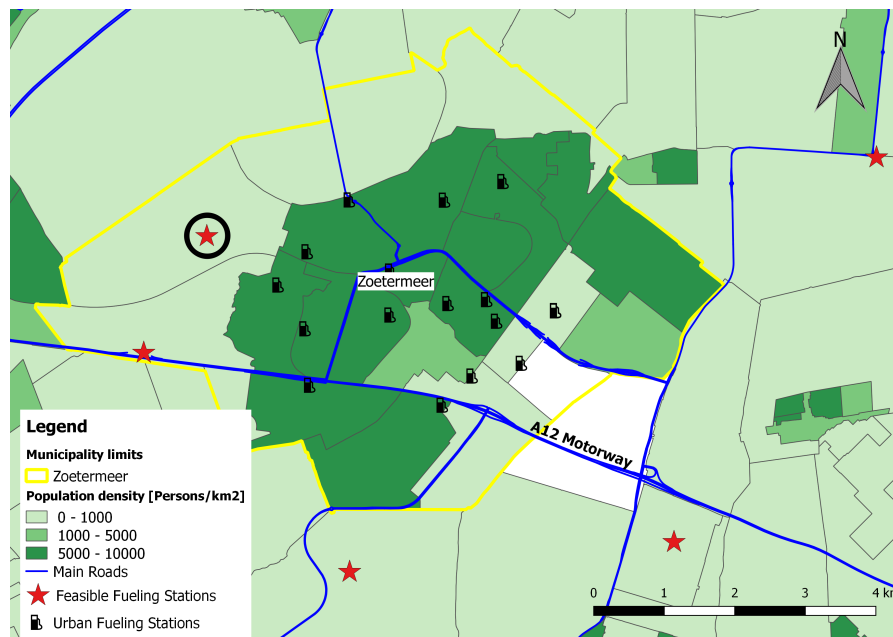 N
Zoetermeer
A12 Motorway
Legend
Municipality limits
Zoetermeer
Population density [Persons/km2]
0 - 1000
1000 - 5000
5000 - 10000
Main Roads
Feasible Fueling Stations
Urban Fueling Stations
0 1 2 3 4 km